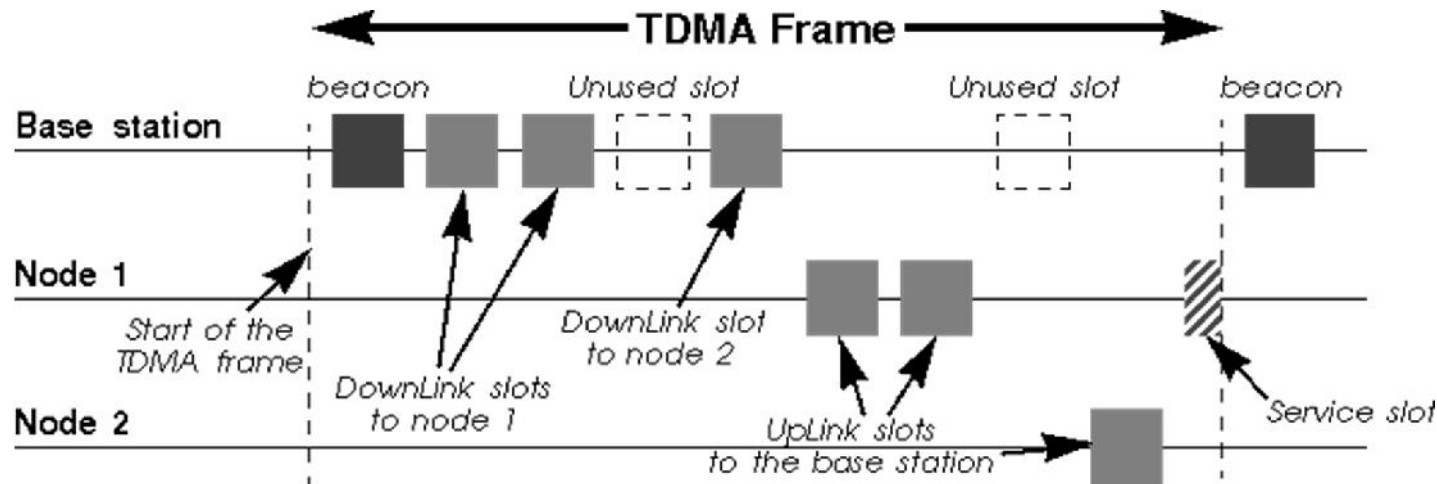 TDMA Frame
beacon
Unused slot
Unused slot
beacon
Base station
Node 1
Start of the
TDMA frame
DownLink slots
to node 1
DownLink slot
to node 2
Service slot
Node 2
UpLink slots
to the base station